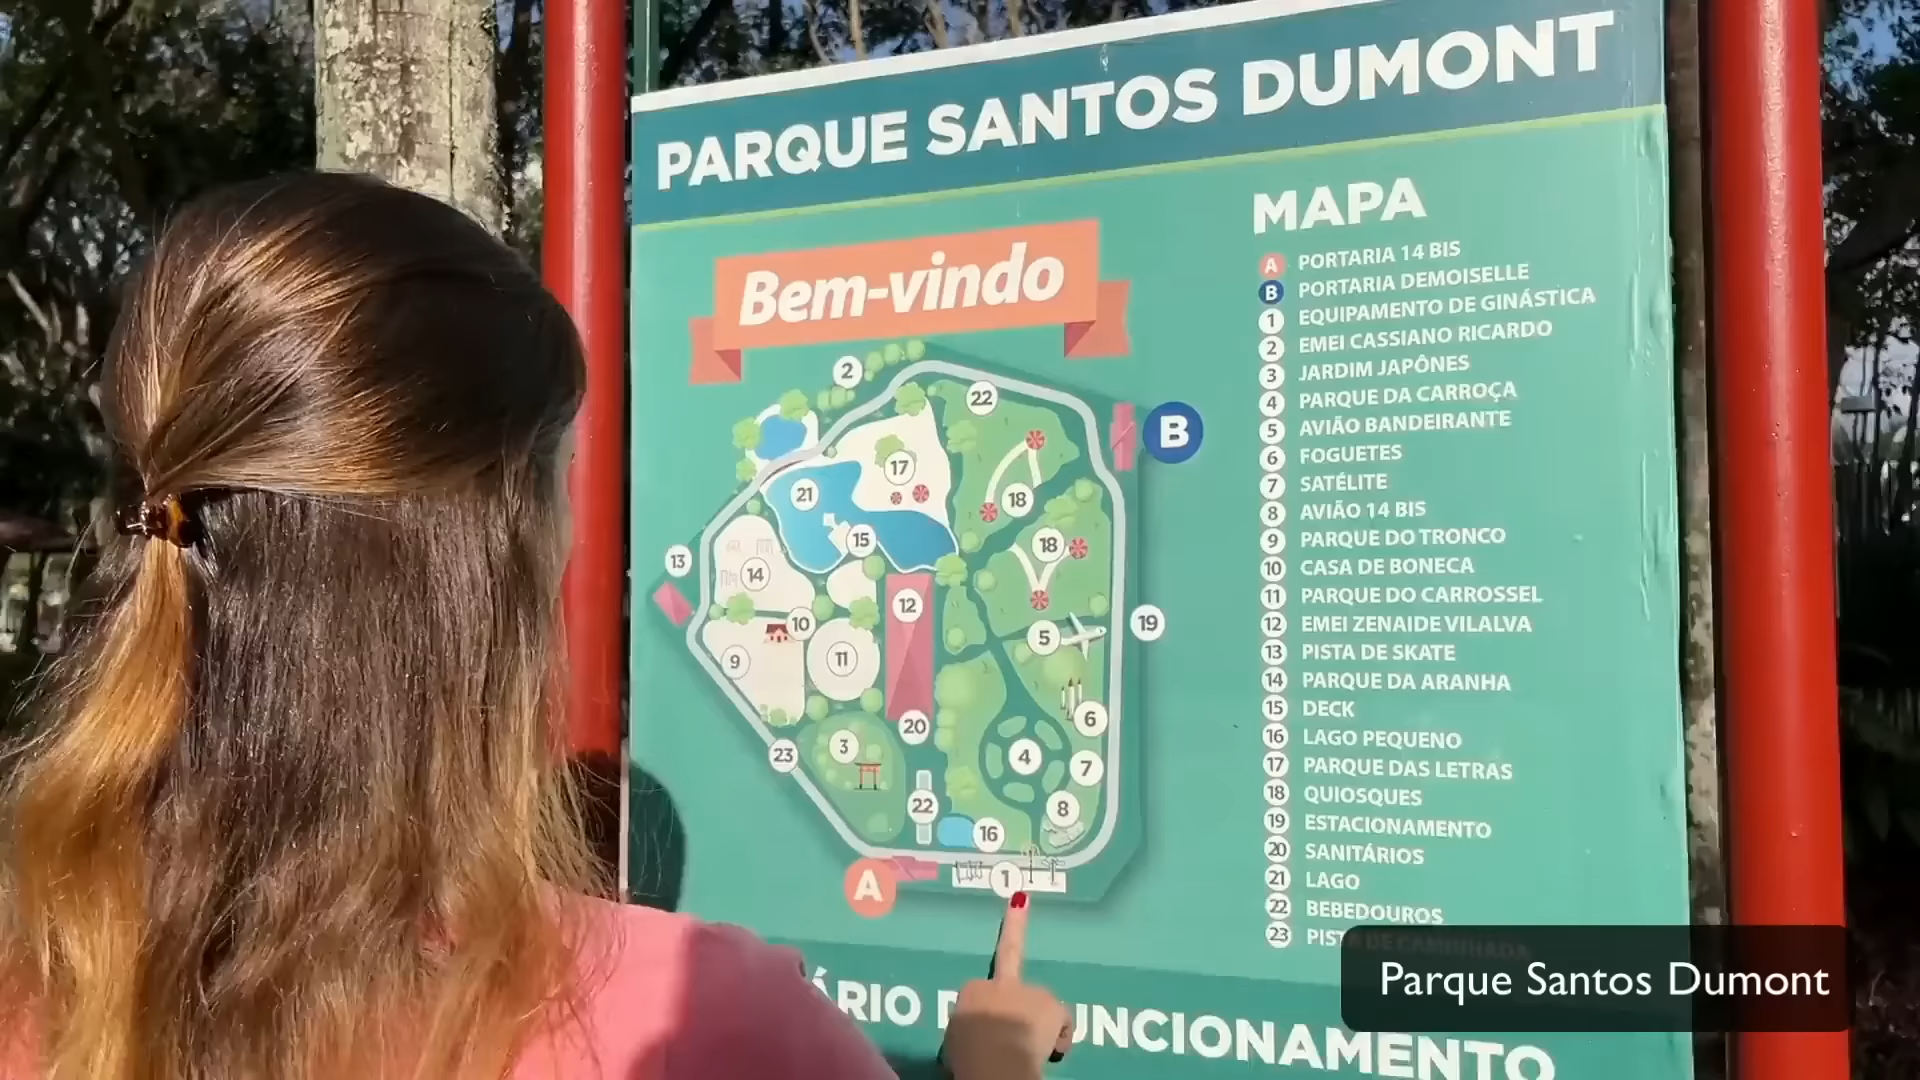 PARQUE SANTOS DUMONT
Bem-vindo
MAPA
A PORTARIA 14 BIS
B PORTARIA DEMOISELLE
1 EQUIPAMENTO DE GINÁSTICA
2 EMEI CASSIANO RICARDO
3 JARDIM JAPÔNES
4 PARQUE DA CARROÇA
5 AVIÃO BANDEIRANTE
6 FOGUETES
7 SATÉLITE
8 AVIÃO 14 BIS
9 PARQUE DO TRONCO
10 CASA DE BONECA
11 PARQUE DO CARROSSEL
12 EMEI ZENAIDE VILALVA
13 PISTA DE SKATE
14 PARQUE DA ARANHA
15 DECK
16 LAGO PEQUENO
17 PARQUE DAS LETRAS
18 QUIOSQUES
19 ESTACIONAMENTO
20 SANITÁRIOS
21 LAGO
22 BEBEDOUROS
23 PISTA DE CAMINHADA
2
22
B
17
21
18
15
18
13
14
12
10
19
5
9
11
6
20
3
23
4
7
22
8
16
1
A
ÁRIO D UNCIONAMENTO
Parque Santos Dumont